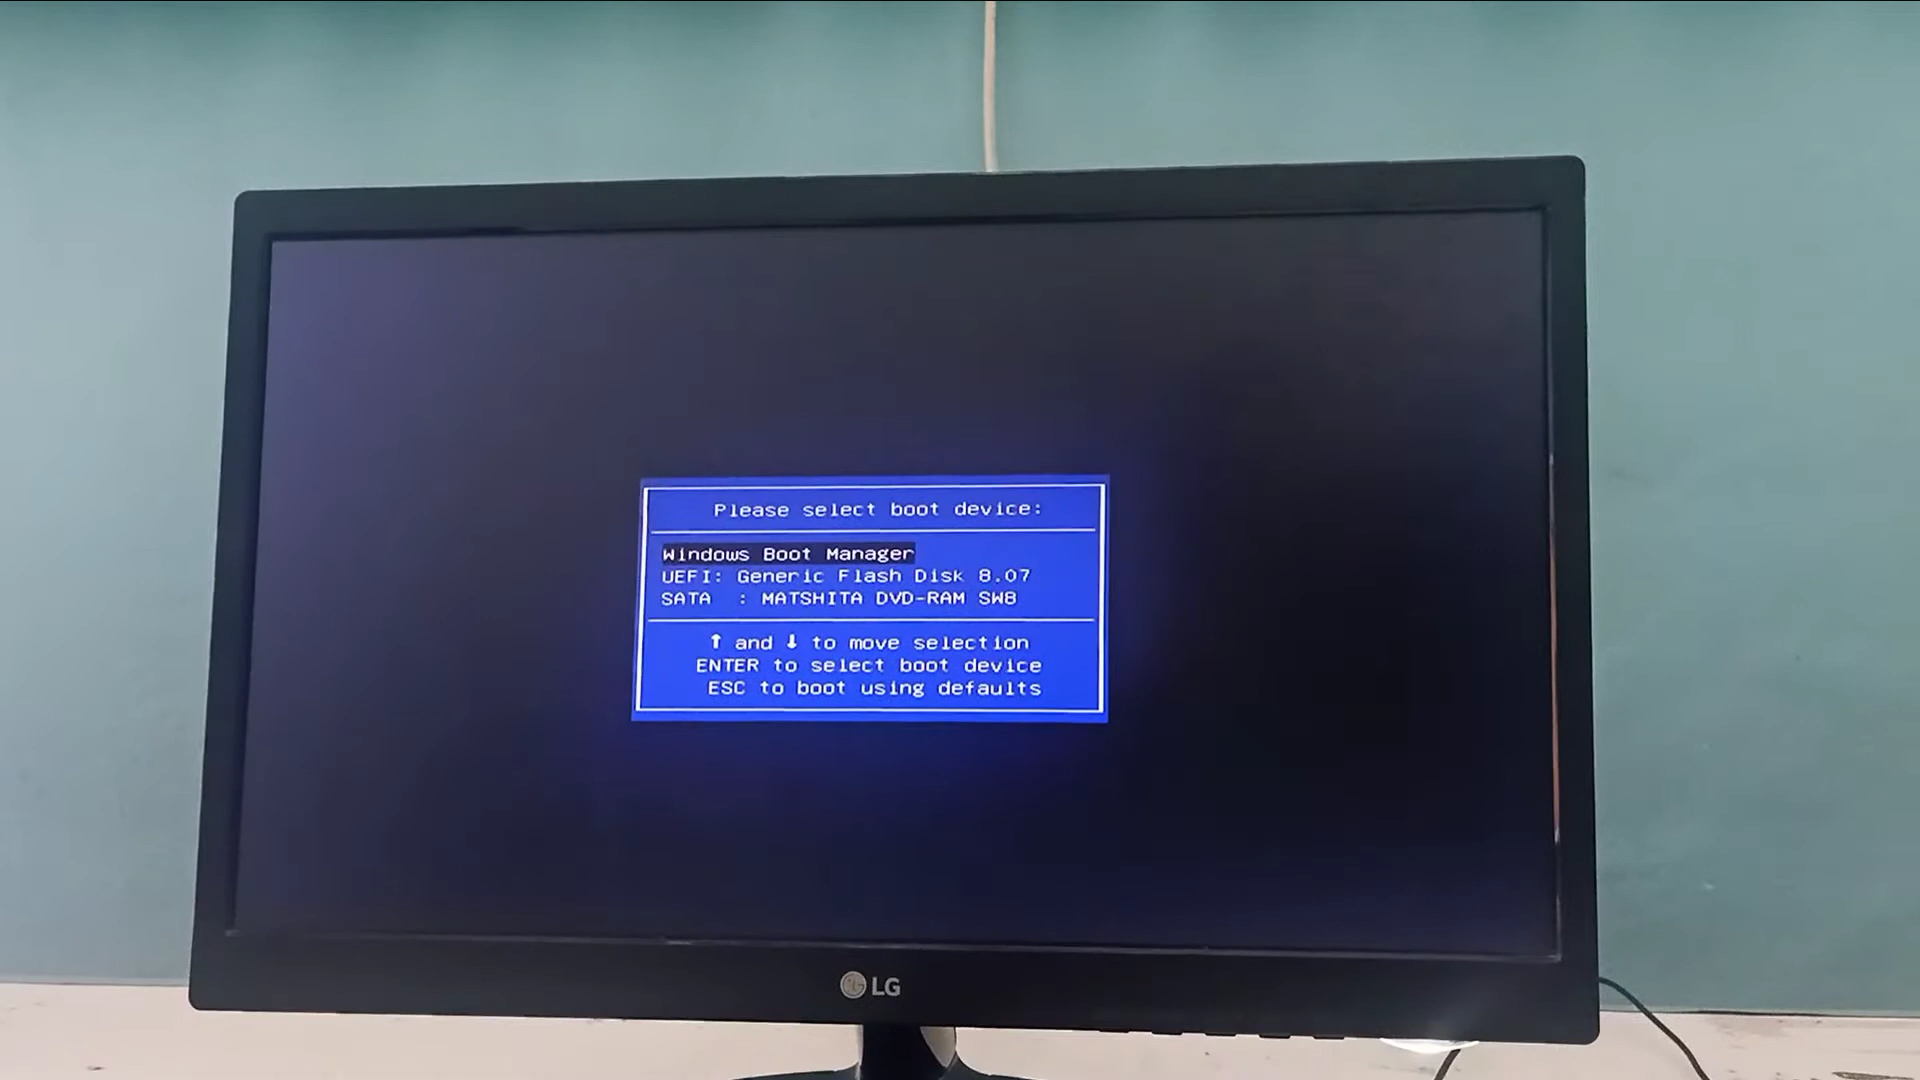 Please select boot device:
Windows Boot Manager
UEFI: Generic Flash Disk 8.07
SATA : MATSHITA DVD-RAM SW8
↑ and ↓ to move selection
ENTER to select boot device
ESC to boot using defaults
LG